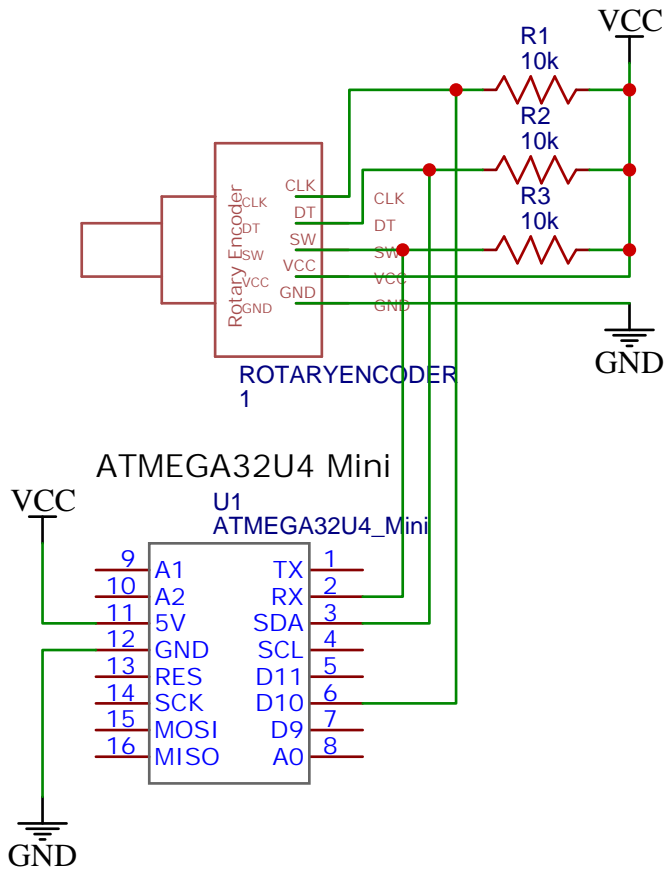 VCC
R1
10k
R2
10k
R3
10k
Rotary Encoder
CLK
DT
SW
VCC
GND
CLK
DT
SW
VCC
GND
CLK
DT
SW
VCC
GND
GND
ROTARYENCODER
1
ATMEGA32U4 Mini
VCC
U1
ATMEGA32U4_Mini
9 A1 TX 1
10 A2 RX 2
11 5V SDA 3
12 GND SCL 4
13 RES D11 5
14 SCK D10 6
15 MOSI D9 7
16 MISO A0 8
GND